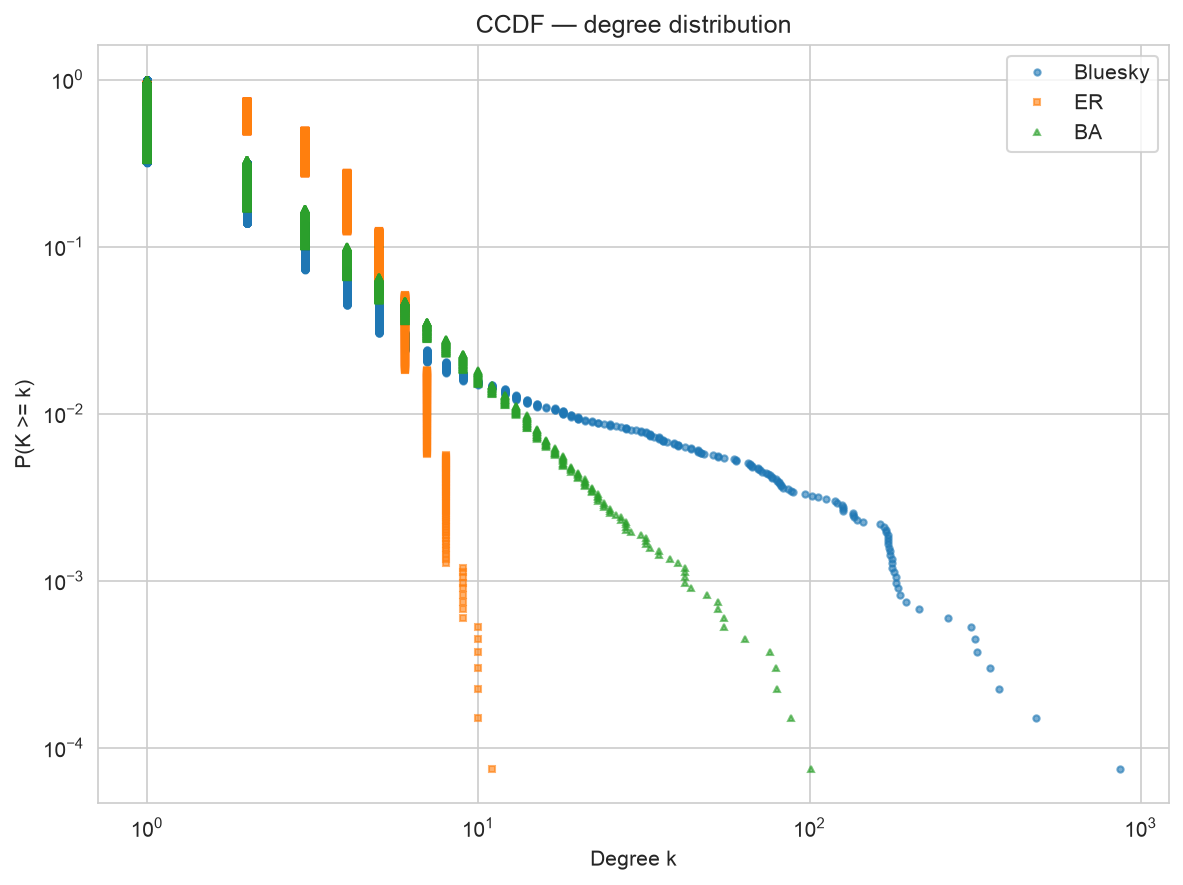 CCDF — degree distribution
Bluesky
ER
BA
P(K >= k)
10⁰
10⁻¹
10⁻²
10⁻³
10⁻⁴
10⁰ 10¹ 10² 10³
Degree k